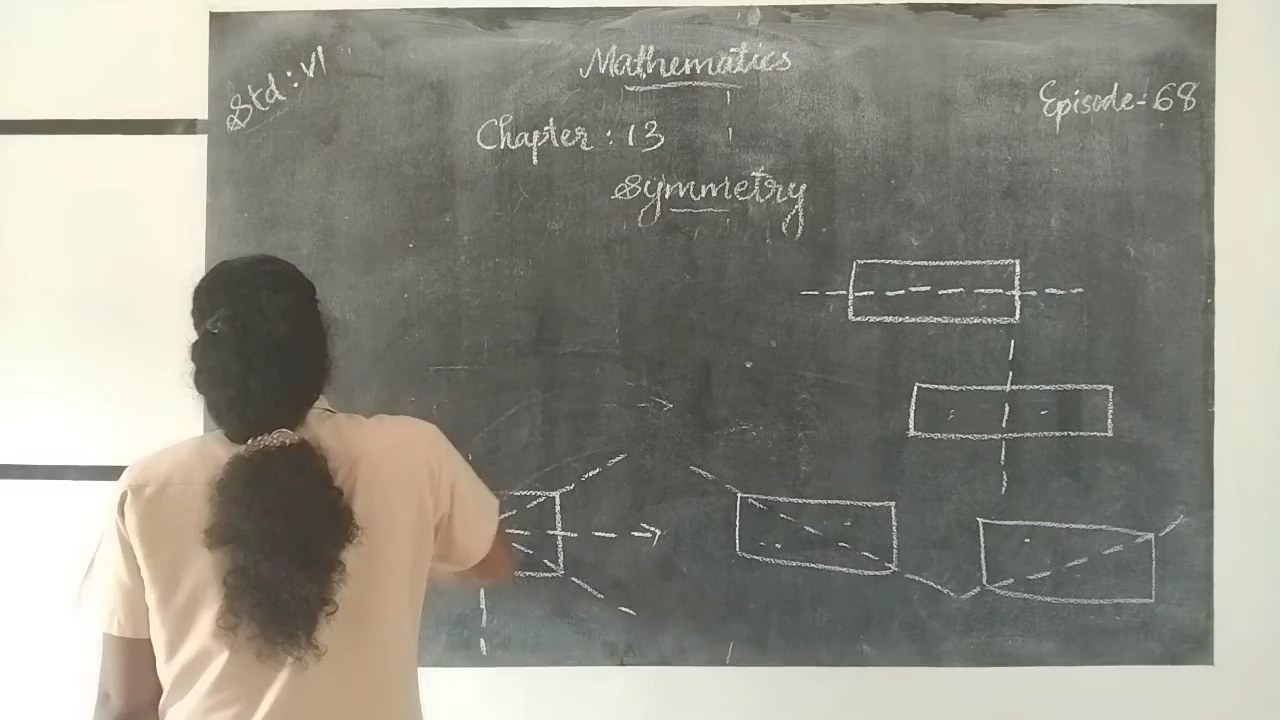 Std : VI
Mathematics
Episode - 68
Chapter : 13
Symmetry